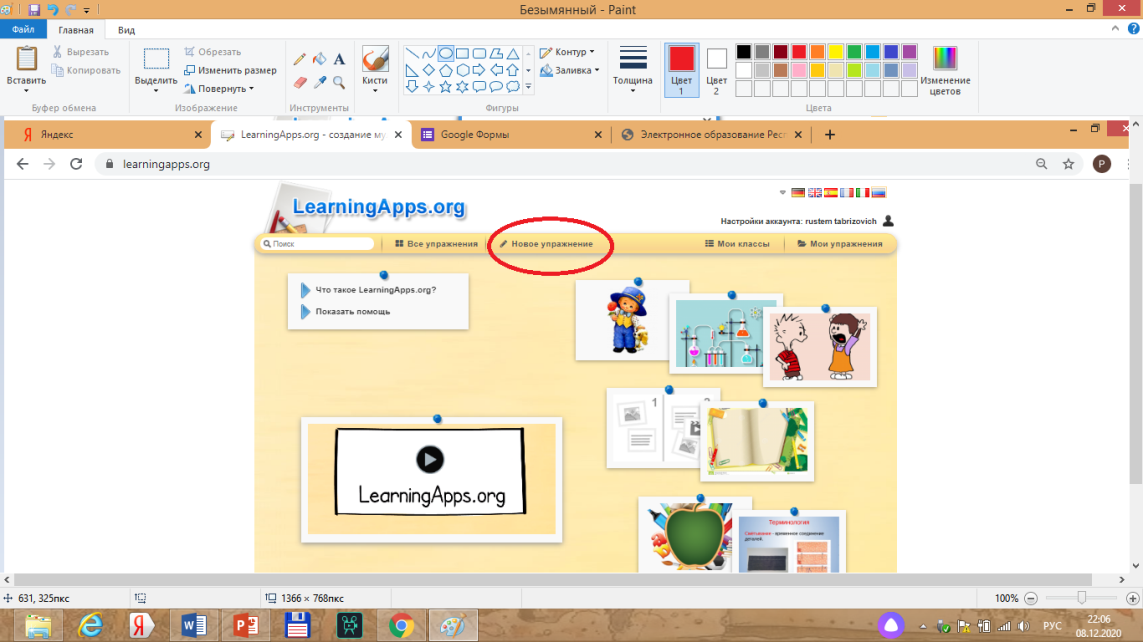 Безымянный - Paint
Файл Главная Вид
Вставить
Вырезать
Копировать
Буфер обмена
Выделить
Обрезать
Изменить размер
Повернуть
Изображение
A
Инструменты
Кисти
Контур
Заливка
Фигуры
Толщина
Цвет 1
Цвет 2
Изменение цветов
Цвета
Я Яндекс
LearningApps.org - создание му
Google Формы
Электронное образование Рес
learningapps.org
P
LearningApps.org
Настройки аккаунта: rustem tabrizovich
Поиск
Все упражнения
Новое упражнение
Мои классы
Мои упражнения
Что такое LearningApps.org?
Показать помощь
1
LearningApps.org
Терминология
631, 325пкс
1366 × 768пкс
100%
РУС
22:06
08.12.2020